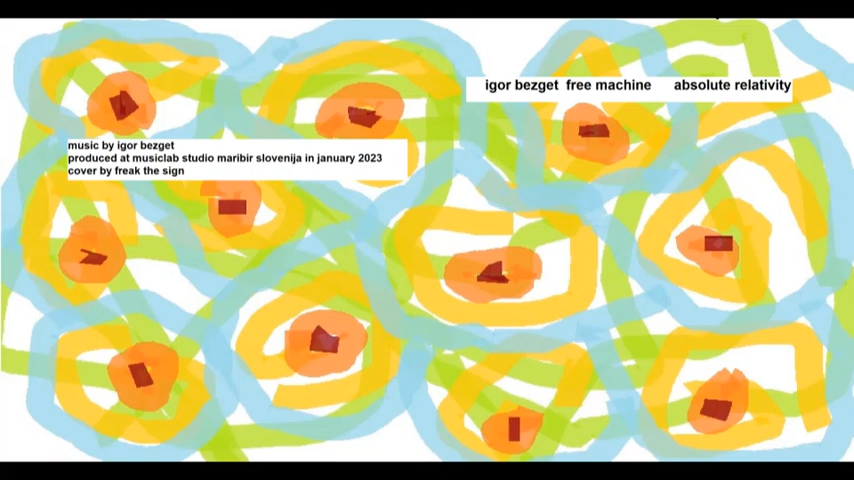 igor bezget free machine absolute relativity
music by igor bezget
produced at musiclab studio maribir slovenija in january 2023
cover by freak the sign